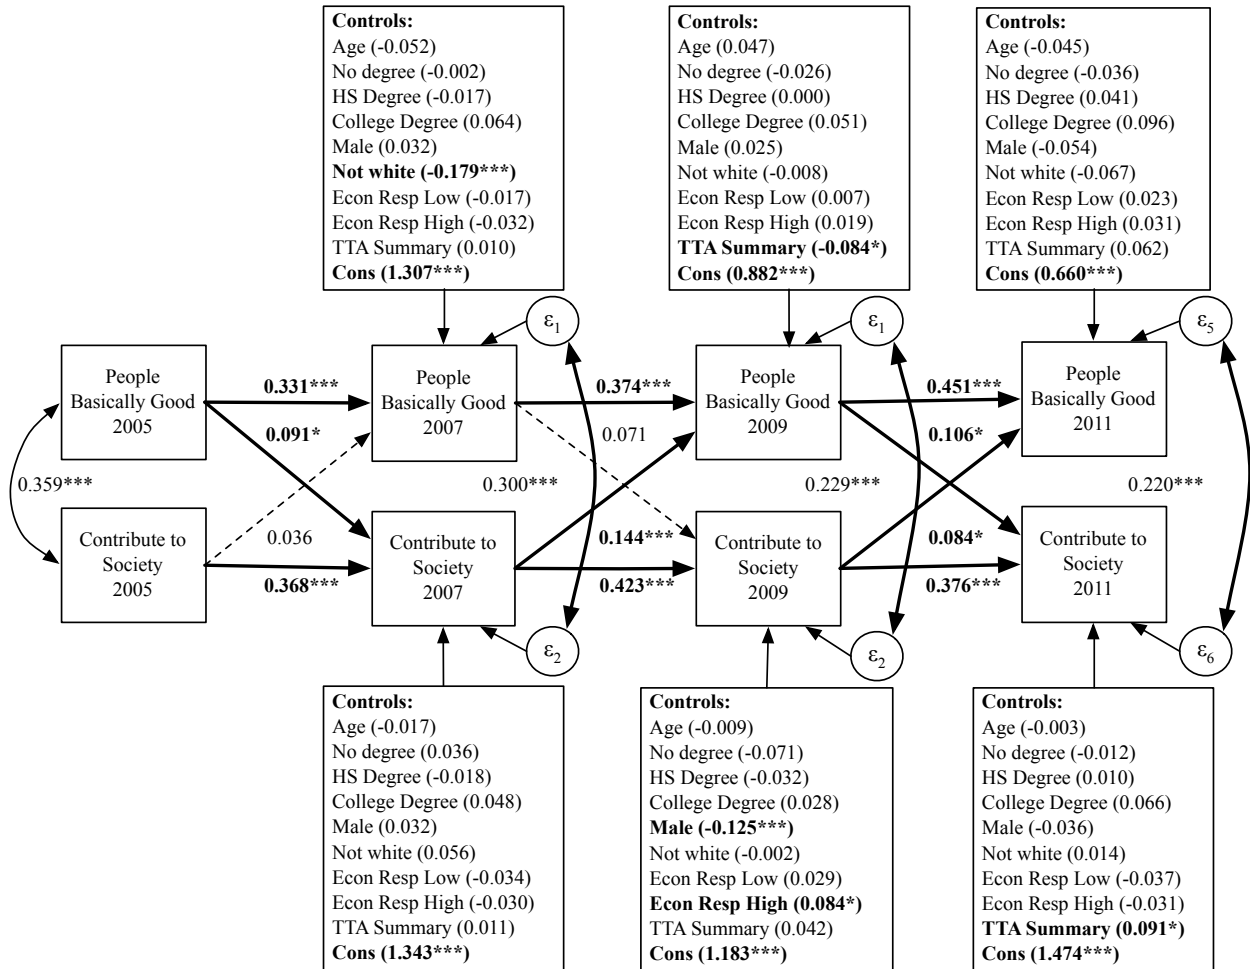 Controls:
Age (-0.052)
No degree (-0.002)
HS Degree (-0.017)
College Degree (0.064)
Male (0.032)
Not white (-0.179***)
Econ Resp Low (-0.017)
Econ Resp High (-0.032)
TTA Summary (0.010)
Cons (1.307***)
Controls:
Age (0.047)
No degree (-0.026)
HS Degree (0.000)
College Degree (0.051)
Male (0.025)
Not white (-0.008)
Econ Resp Low (0.007)
Econ Resp High (0.019)
TTA Summary (-0.084*)
Cons (0.882***)
Controls:
Age (-0.045)
No degree (-0.036)
HS Degree (0.041)
College Degree (0.096)
Male (-0.054)
Not white (-0.067)
Econ Resp Low (0.023)
Econ Resp High (0.031)
TTA Summary (0.062)
Cons (0.660***)
ε1
ε1
ε5
People
Basically Good
2005
0.331***
0.091*
People
Basically Good
2007
0.374***
0.071
People
Basically Good
2009
0.451***
0.106*
People
Basically Good
2011
0.359***
0.300***
0.229***
0.220***
Contribute to
Society
2005
0.036
0.368***
Contribute to
Society
2007
0.144***
0.423***
Contribute to
Society
2009
0.084*
0.376***
Contribute to
Society
2011
ε2
ε2
ε6
Controls:
Age (-0.017)
No degree (0.036)
HS Degree (-0.018)
College Degree (0.048)
Male (0.032)
Not white (0.056)
Econ Resp Low (-0.034)
Econ Resp High (-0.030)
TTA Summary (0.011)
Cons (1.343***)
Controls:
Age (-0.009)
No degree (-0.071)
HS Degree (-0.032)
College Degree (0.028)
Male (-0.125***)
Not white (-0.002)
Econ Resp Low (0.029)
Econ Resp High (0.084*)
TTA Summary (0.042)
Cons (1.183***)
Controls:
Age (-0.003)
No degree (-0.012)
HS Degree (0.010)
College Degree (0.066)
Male (-0.036)
Not white (0.014)
Econ Resp Low (-0.037)
Econ Resp High (-0.031)
TTA Summary (0.091*)
Cons (1.474***)